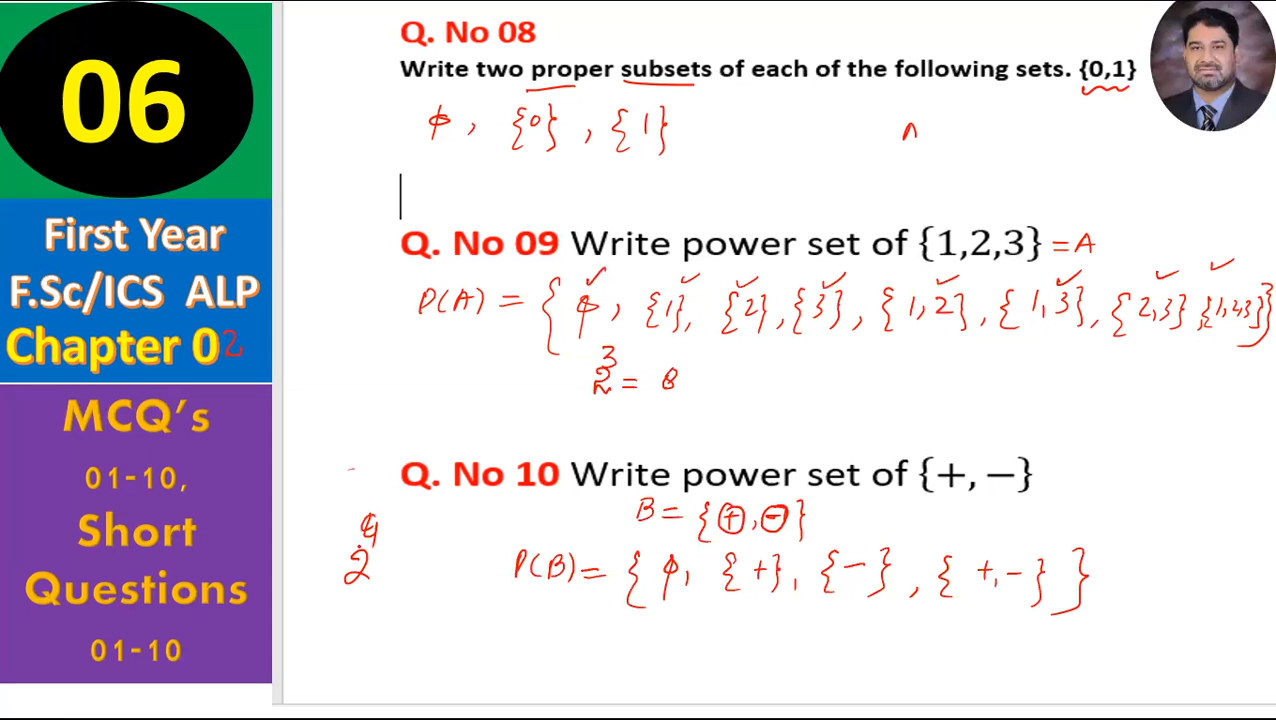 06
First Year
F.Sc/ICS ALP
Chapter 02
MCQ's
01-10,
Short
Questions
01-10
Q. No 08
Write two proper subsets of each of the following sets. {0,1}
φ, {0}, {1}
Q. No 09 Write power set of {1,2,3} = A
P(A) = { φ, {1}, {2}, {3}, {1,2}, {1,3}, {2,3}, {1,2,3}}
2³ = 8
Q. No 10 Write power set of {+, −}
B = {+, −}
2⁴
P(B) = { φ, {+}, {−}, {+,−} }